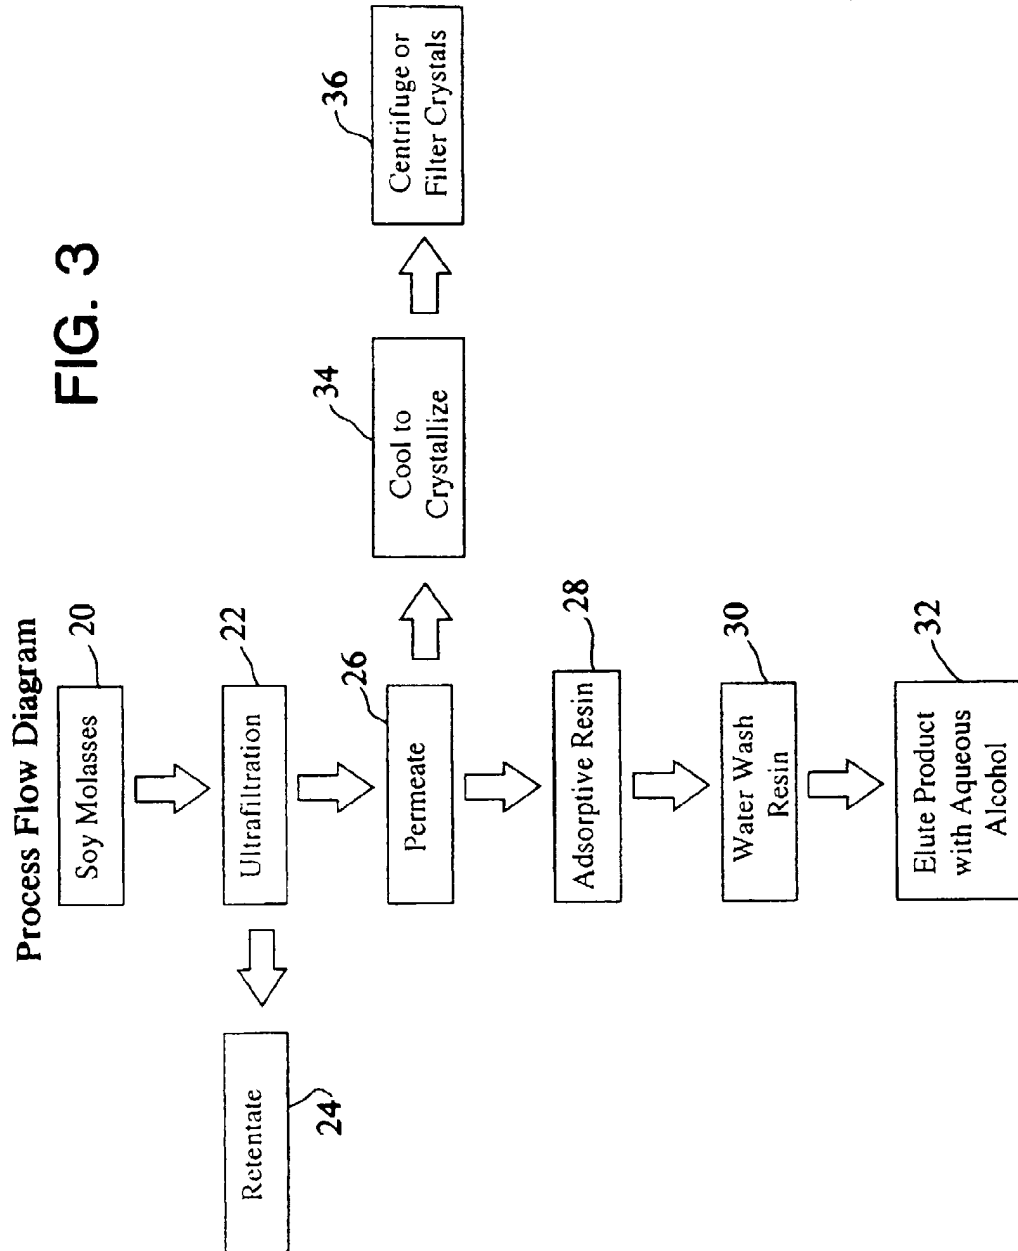 FIG. 3
Process Flow Diagram
Soy Molasses
20
Ultrafiltration
22
Retentate
24
Permeate
26
Adsorptive Resin
28
Water Wash
Resin
30
Elute Product
with Aqueous
Alcohol
32
Cool to
Crystallize
34
Centrifuge or
Filter Crystals
36